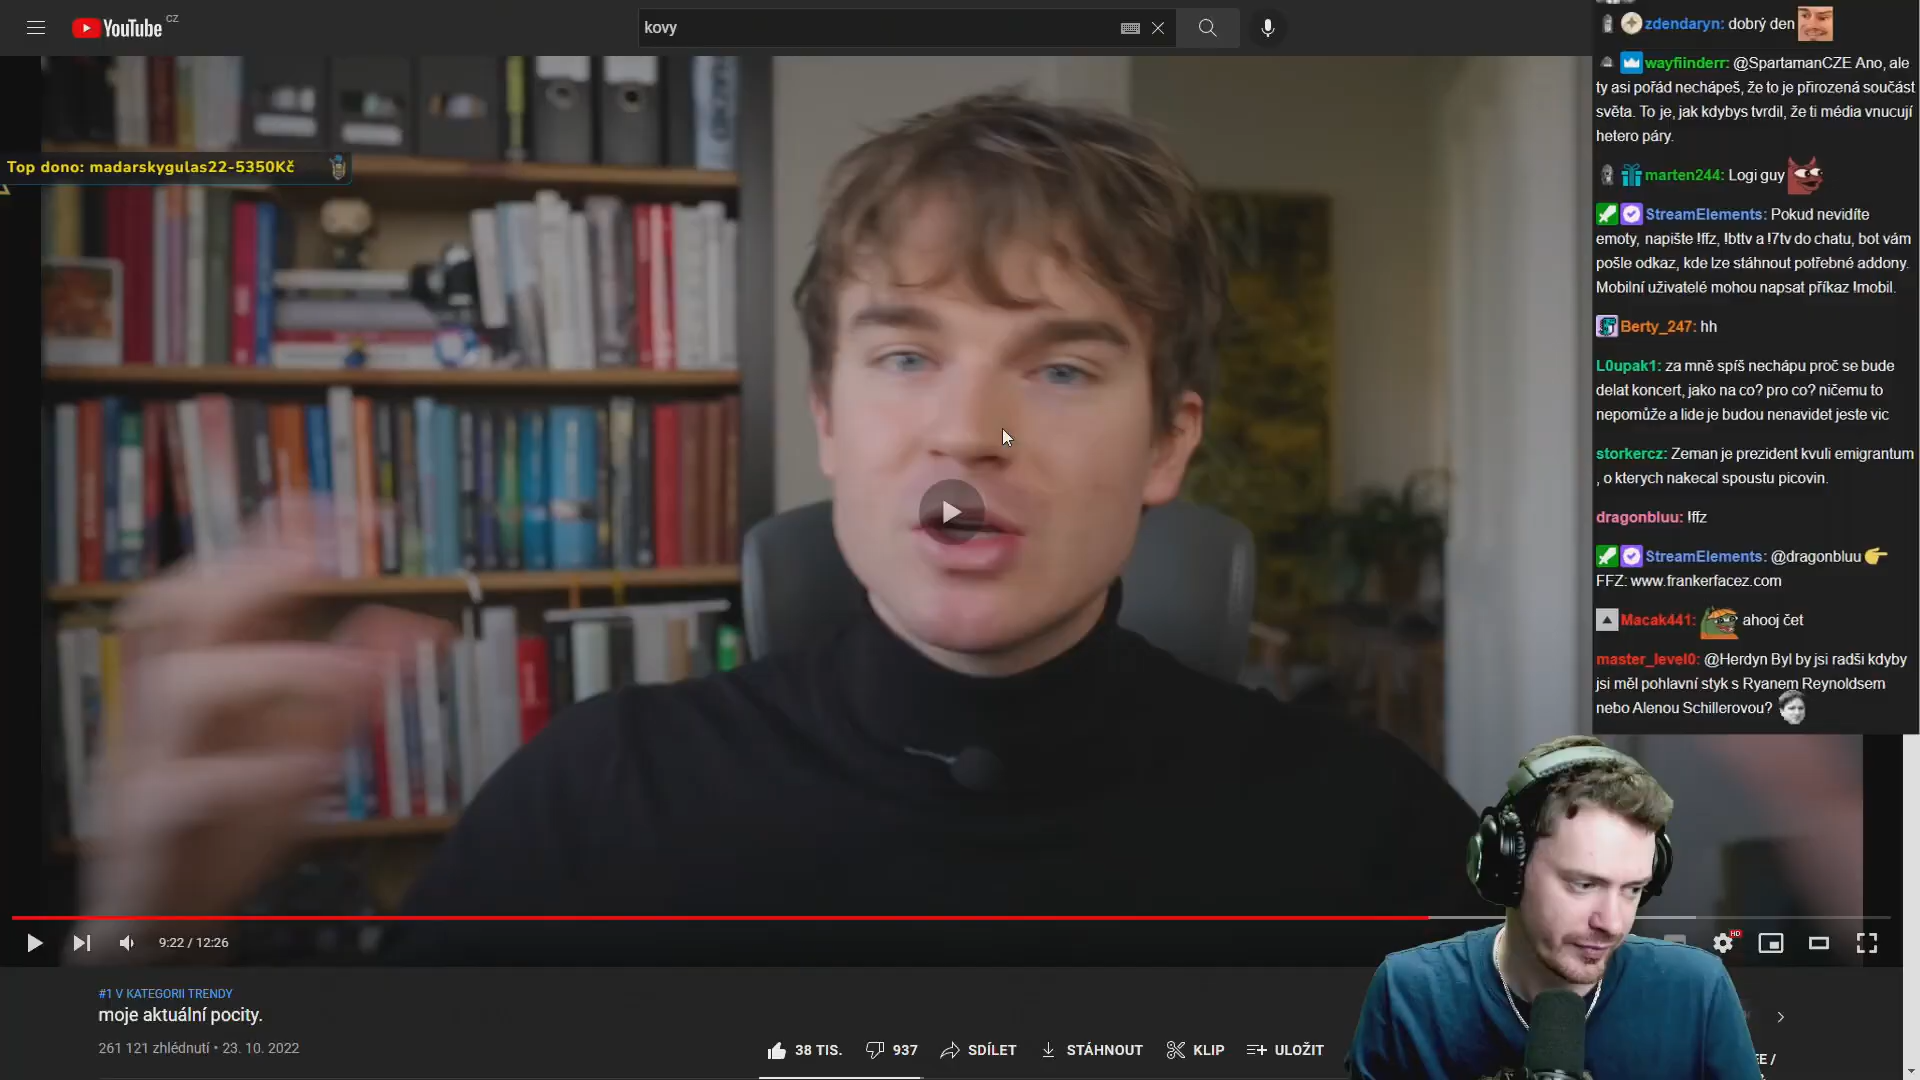 YouTube CZ
kovy
Top dono: madarskygulas22-5350Kč
zdendaryn: dobrý den
wayfiinderr: @SpartamanCZE Ano, ale
ty asi pořád nechápeš, že to je přirozená součást
světa. To je, jak kdybys tvrdil, že ti média vnucují
hetero páry.
marten244: Logi guy
StreamElements: Pokud nevidíte
emoty, napište !ffz, !bttv a !7tv do chatu, bot vám
pošle odkaz, kde lze stáhnout potřebné addony.
Mobilní uživatelé mohou napsat příkaz !mobil.
Berty_247: hh
L0upak1: za mně spíš nechápu proč se bude
delat koncert, jako na co? pro co? ničemu to
nepomůže a lide je budou nenavidet jeste vic
storkercz: Zeman je prezident kvuli emigrantum
, o kterych nakecal spoustu picovin.
dragonbluu: !ffz
StreamElements: @dragonbluu
FFZ: www.frankerfacez.com
Macak441: ahooj čet
master_level0: @Herdyn Byl by jsi radši kdyby
jsi měl pohlavní styk s Ryanem Reynoldsem
nebo Alenou Schillerovou?
9:22 / 12:26
HD
#1 V KATEGORII TRENDY
moje aktuální pocity.
261 121 zhlédnutí • 23. 10. 2022
38 TIS.
937
SDÍLET
STÁHNOUT
KLIP
ULOŽIT